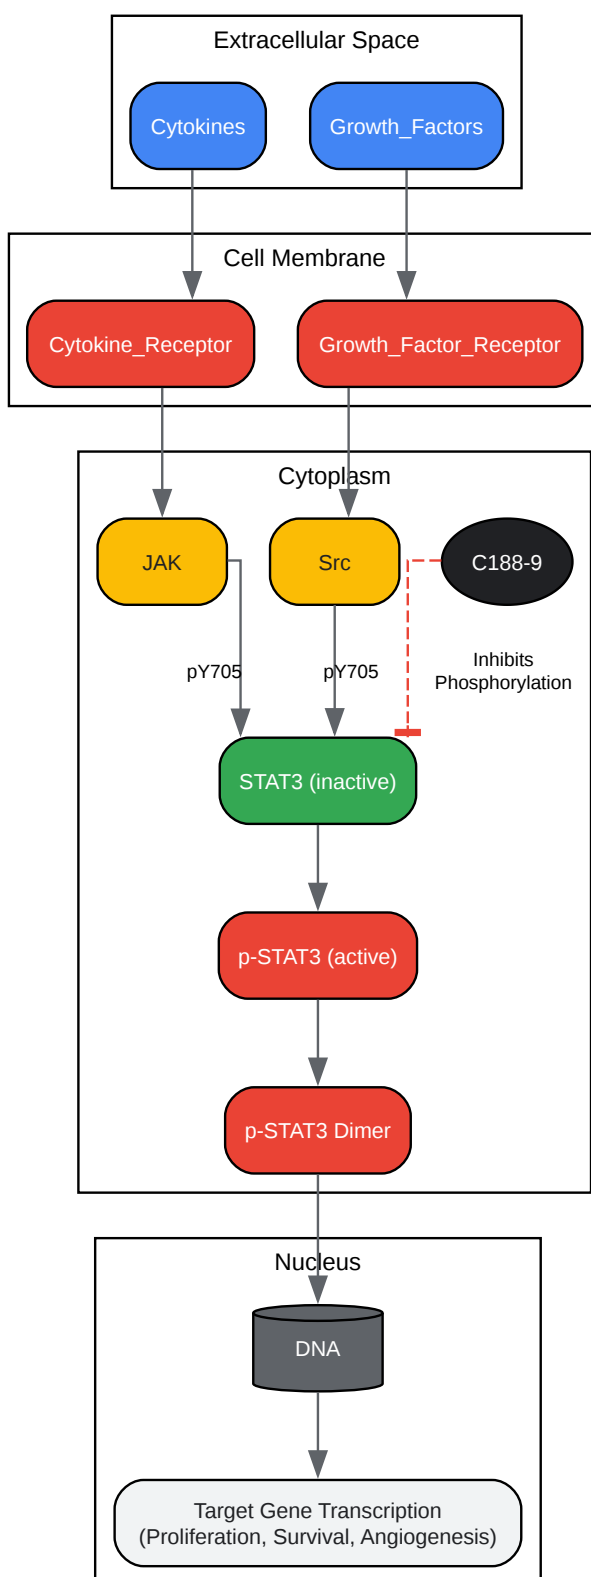 Extracellular Space
Cytokines
Growth_Factors
Cell Membrane
Cytokine_Receptor
Growth_Factor_Receptor
Cytoplasm
JAK
Src
C188-9
pY705
pY705
Inhibits
Phosphorylation
STAT3 (inactive)
p-STAT3 (active)
p-STAT3 Dimer
Nucleus
DNA
Target Gene Transcription
(Proliferation, Survival, Angiogenesis)